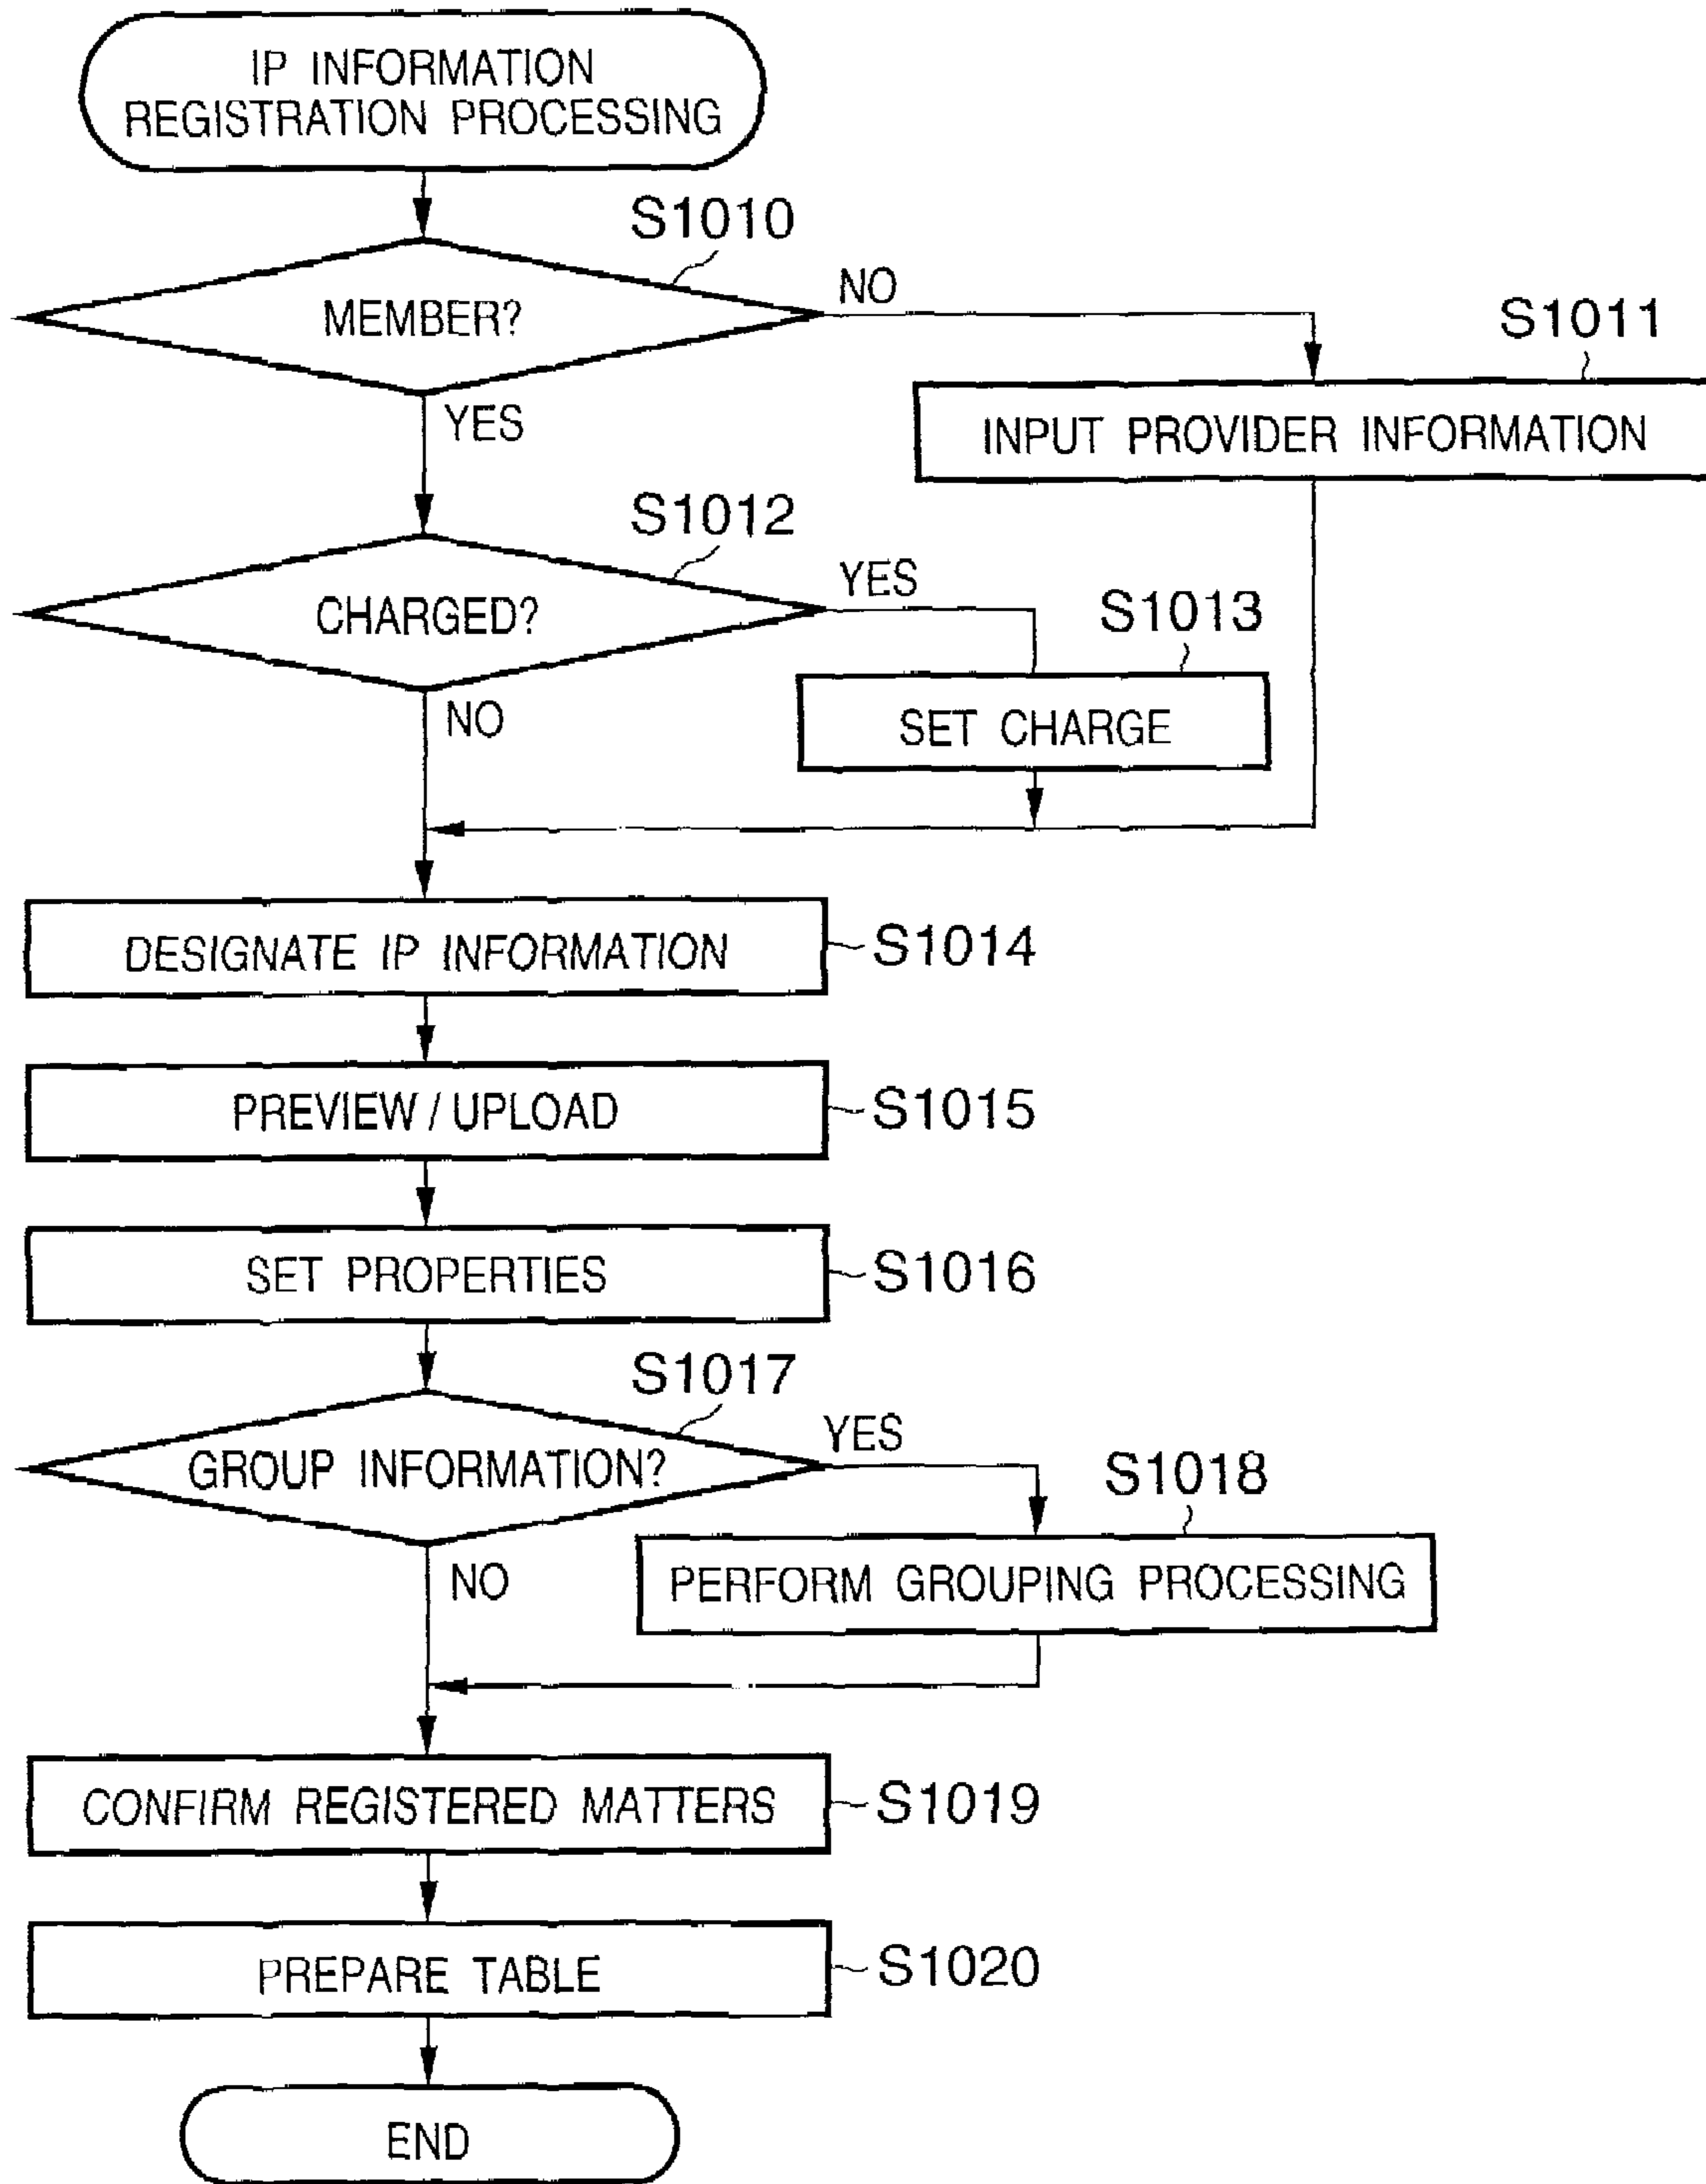 IP INFORMATION
REGISTRATION PROCESSING
S1010
MEMBER?
NO
YES
S1011
INPUT PROVIDER INFORMATION
S1012
CHARGED?
YES
NO
S1013
SET CHARGE
DESIGNATE IP INFORMATION
S1014
PREVIEW / UPLOAD
S1015
SET PROPERTIES
S1016
S1017
GROUP INFORMATION?
YES
NO
S1018
PERFORM GROUPING PROCESSING
CONFIRM REGISTERED MATTERS
S1019
PREPARE TABLE
S1020
END